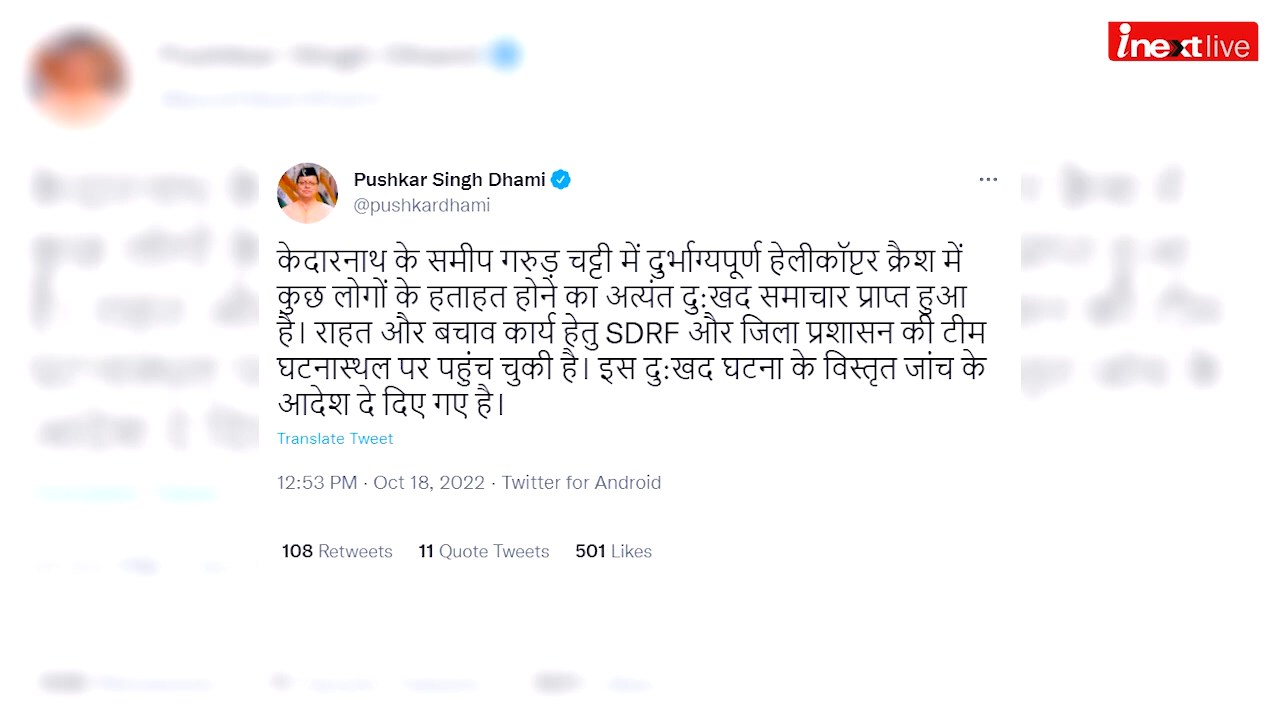 inextlive
Pushkar Singh Dhami
@pushkardhami
केदारनाथ के समीप गरुड़ चट्टी में दुर्भाग्यपूर्ण हेलीकॉप्टर क्रैश में
कुछ लोगों के हताहत होने का अत्यंत दु:खद समाचार प्राप्त हुआ
है। राहत और बचाव कार्य हेतु SDRF और जिला प्रशासन की टीम
घटनास्थल पर पहुंच चुकी है। इस दु:खद घटना के विस्तृत जांच के
आदेश दे दिए गए है।
Translate Tweet
12:53 PM · Oct 18, 2022 · Twitter for Android
108 Retweets 11 Quote Tweets 501 Likes